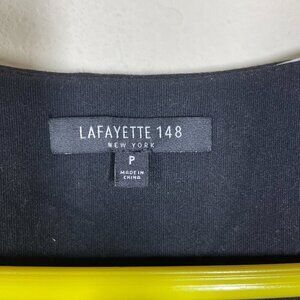 LAFAYETTE 148
NEW YORK
P
MADE IN
CHINA